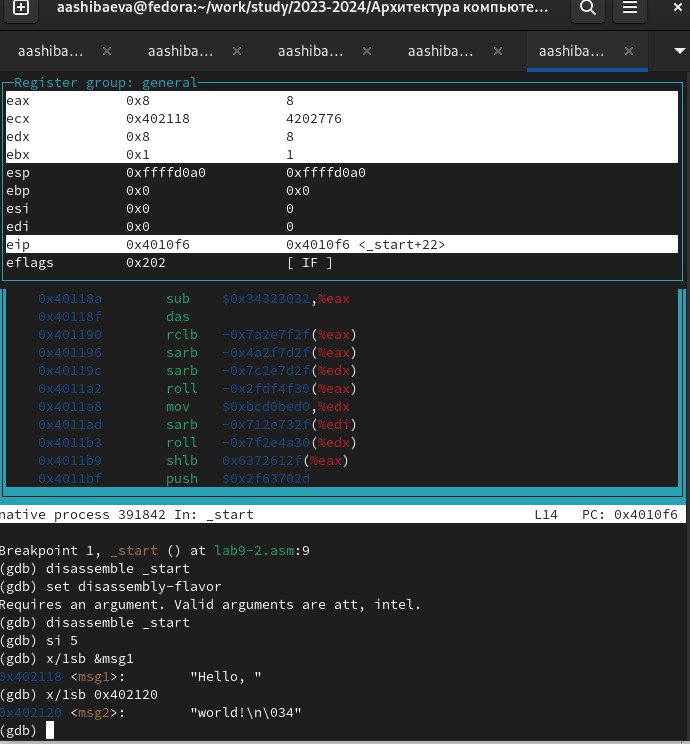 aashibaeva@fedora:~/work/study/2023-2024/Архитектура компьюте...
aashiba... × aashiba... × aashiba... × aashiba... × aashiba... ×
Register group: general
eax 0x8 8
ecx 0x402118 4202776
edx 0x8 8
ebx 0x1 1
esp 0xffffd0a0 0xffffd0a0
ebp 0x0 0x0
esi 0x0 0
edi 0x0 0
eip 0x4010f6 0x4010f6 <_start+22>
eflags 0x202 [ IF ]
0x40118a sub $0x34323032,%eax
0x40118f das
0x401190 rclb -0x7a2e7f2f(%eax)
0x401196 sarb -0x4a2f7d2f(%eax)
0x40119c sarb -0x7c2e7d2f(%edx)
0x4011a2 roll -0x2fdf4f30(%eax)
0x4011a8 mov $0xbcd0bed0,%edx
0x4011ad sarb -0x712e732f(%edi)
0x4011b3 roll -0x7f2e4a30(%edx)
0x4011b9 shlb 0x6372612f(%eax)
0x4011bf push $0x2f63702d
native process 391842 In: _start L14 PC: 0x4010f6
Breakpoint 1, _start () at lab9-2.asm:9
(gdb) disassemble _start
(gdb) set disassembly-flavor
Requires an argument. Valid arguments are att, intel.
(gdb) disassemble _start
(gdb) si 5
(gdb) x/1sb &msg1
0x402118 <msg1>: "Hello, "
(gdb) x/1sb 0x402120
0x402120 <msg2>: "world!\n\034"
(gdb)